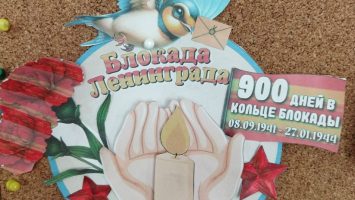 Блокада
Ленинграда
900 ДНЕЙ В
КОЛЬЦЕ БЛОКАДЫ
08.09.1941 - 27.01.1944